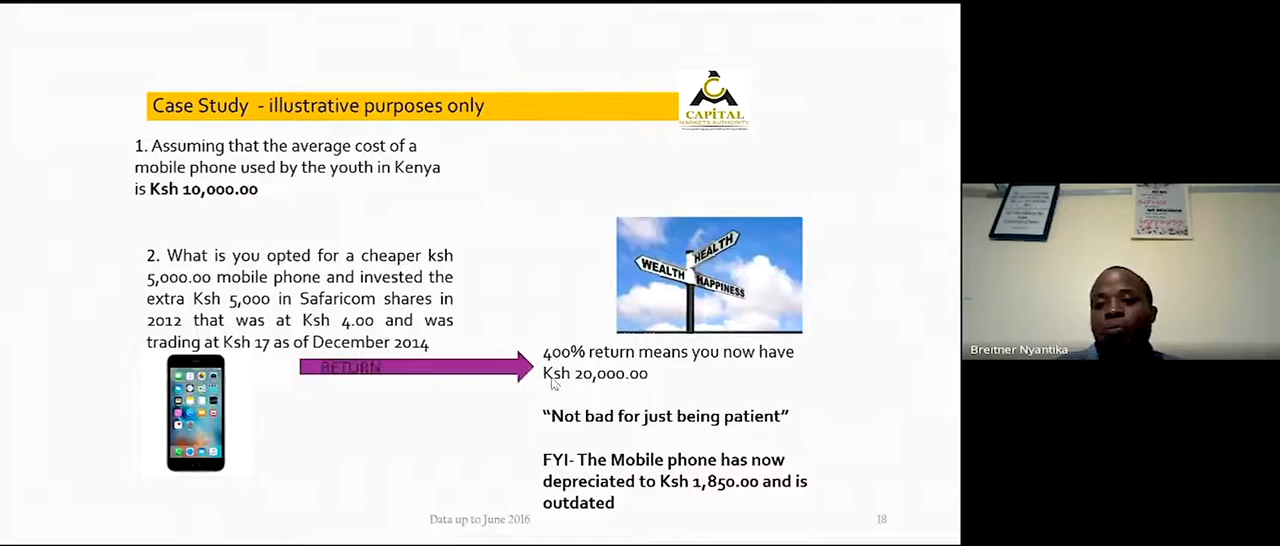 Case Study - illustrative purposes only
CAPITAL
MARKETS AUTHORITY
1. Assuming that the average cost of a
mobile phone used by the youth in Kenya
is Ksh 10,000.00
2. What is you opted for a cheaper ksh
5,000.00 mobile phone and invested the
extra Ksh 5,000 in Safaricom shares in
2012 that was at Ksh 4.00 and was
trading at Ksh 17 as of December 2014
RETURN
HEALTH
WEALTH
HAPPINESS
400% return means you now have
Ksh 20,000.00
“Not bad for just being patient”
FYI- The Mobile phone has now
depreciated to Ksh 1,850.00 and is
outdated
Data up to June 2016
18
Breitner Nyantika